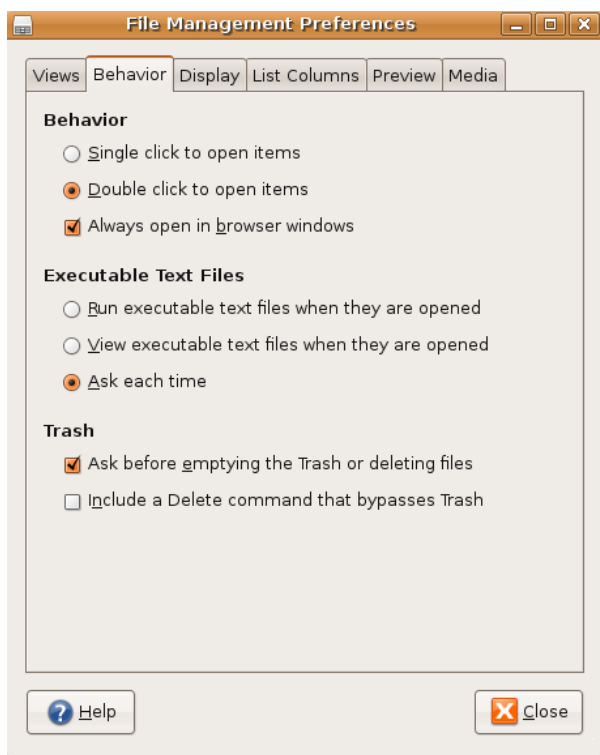 File Management Preferences
Views Behavior Display List Columns Preview Media
Behavior
Single click to open items
Double click to open items
Always open in browser windows
Executable Text Files
Run executable text files when they are opened
View executable text files when they are opened
Ask each time
Trash
Ask before emptying the Trash or deleting files
Include a Delete command that bypasses Trash
Help Close